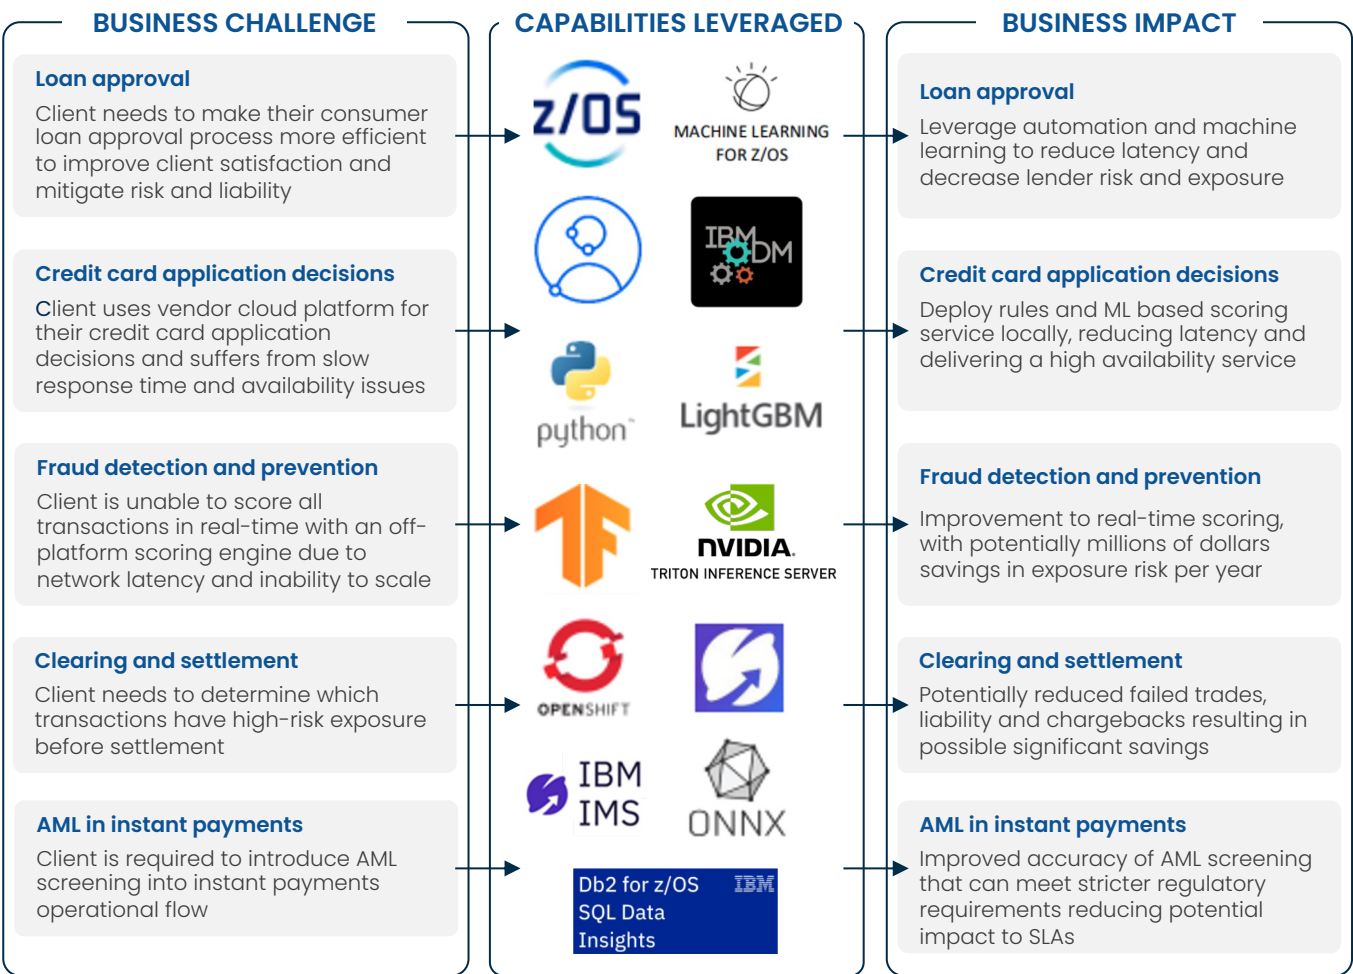 BUSINESS CHALLENGE
Loan approval
Client needs to make their consumer
loan approval process more efficient
to improve client satisfaction and
mitigate risk and liability
Credit card application decisions
Client uses vendor cloud platform for
their credit card application
decisions and suffers from slow
response time and availability issues
Fraud detection and prevention
Client is unable to score all
transactions in real-time with an off-
platform scoring engine due to
network latency and inability to scale
Clearing and settlement
Client needs to determine which
transactions have high-risk exposure
before settlement
AML in instant payments
Client is required to introduce AML
screening into instant payments
operational flow
CAPABILITIES LEVERAGED
z/OS
MACHINE LEARNING
FOR Z/OS
IBM
ODM
python™
LightGBM
TF
NVIDIA.
TRITON INFERENCE SERVER
OPENSHIFT
IBM
IMS
ONNX
Db2 for z/OS IBM
SQL Data
Insights
BUSINESS IMPACT
Loan approval
Leverage automation and machine
learning to reduce latency and
decrease lender risk and exposure
Credit card application decisions
Deploy rules and ML based scoring
service locally, reducing latency and
delivering a high availability service
Fraud detection and prevention
Improvement to real-time scoring,
with potentially millions of dollars
savings in exposure risk per year
Clearing and settlement
Potentially reduced failed trades,
liability and chargebacks resulting in
possible significant savings
AML in instant payments
Improved accuracy of AML screening
that can meet stricter regulatory
requirements reducing potential
impact to SLAs